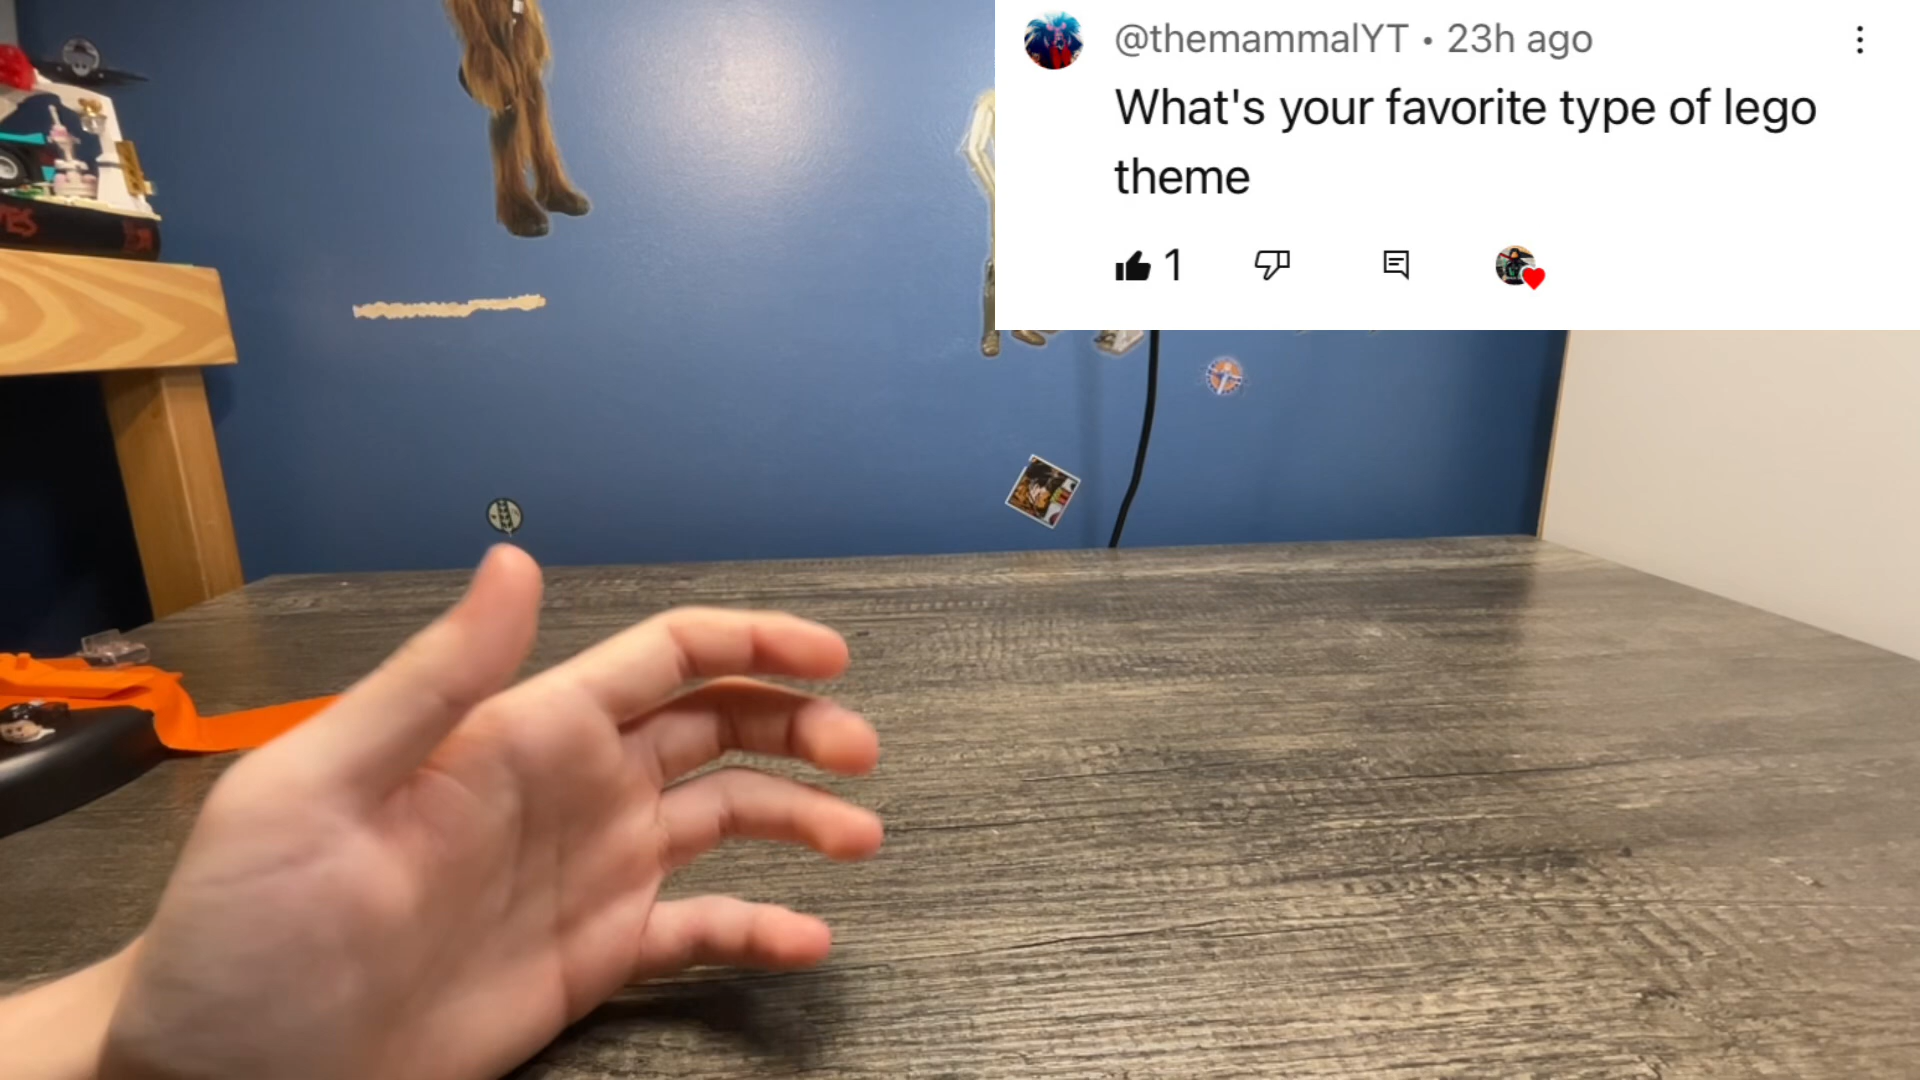 @themammalYT • 23h ago
What's your favorite type of lego
theme
1